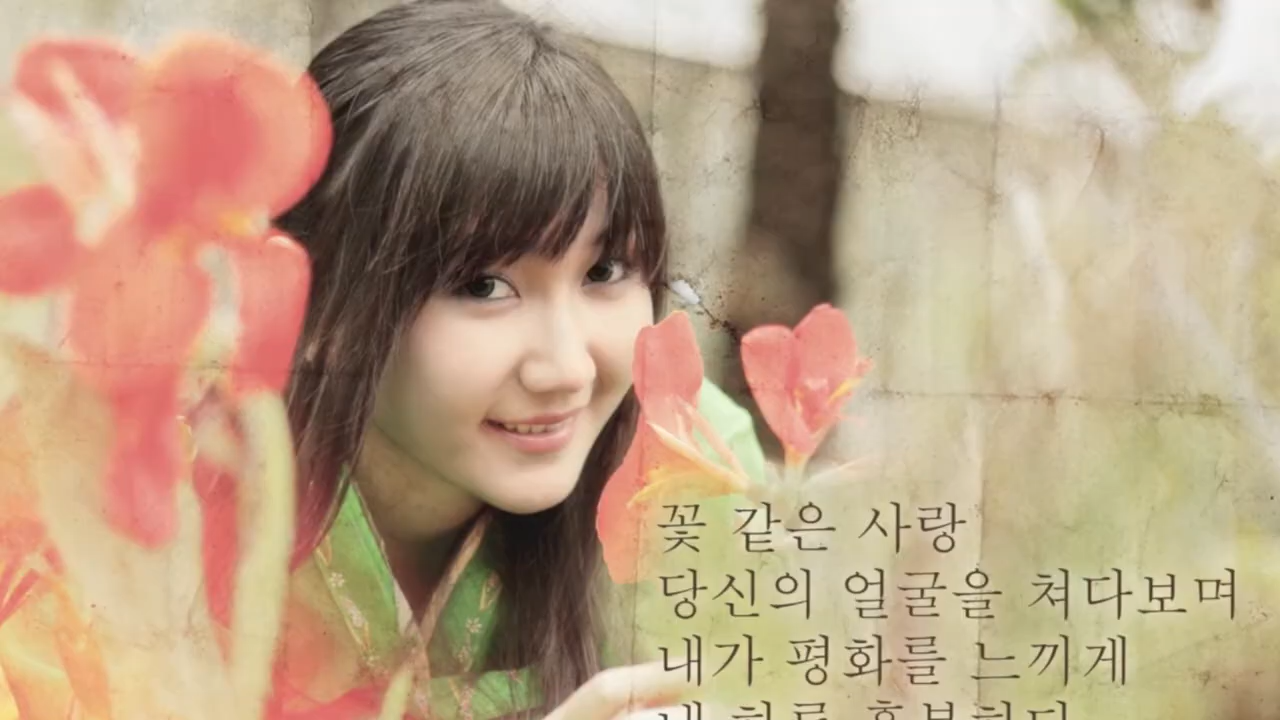 꽃 같은 사랑
당신의 얼굴을 쳐다보며
내가 평화를 느끼게